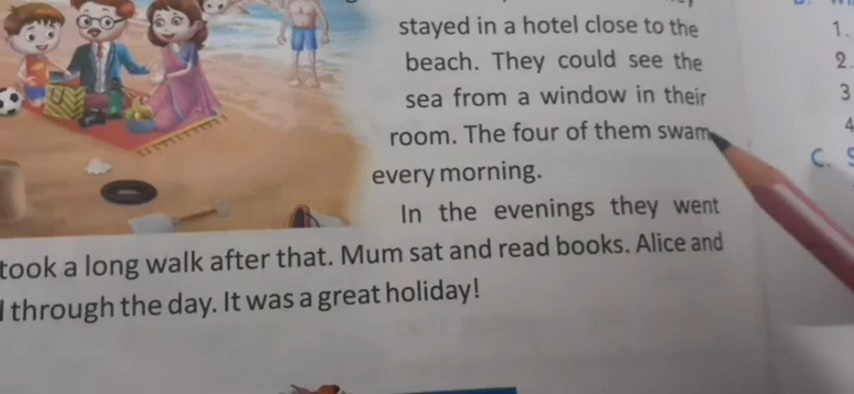 stayed in a hotel close to the
beach. They could see the
sea from a window in their
room. The four of them swam
every morning.
In the evenings they went
took a long walk after that. Mum sat and read books. Alice and
through the day. It was a great holiday!
1.
2.
3
4
C. S